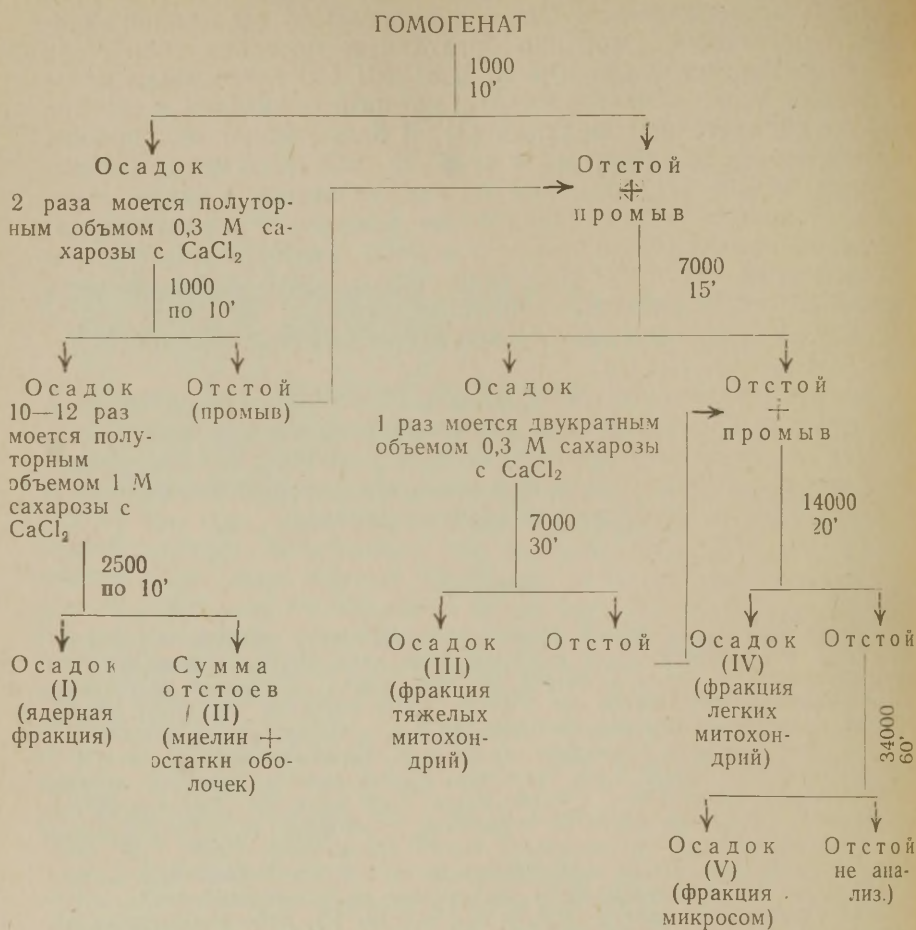 ГОМОГЕНАТ
1000
10’
Осадок
2 раза моется полутор-
ным объмом 0,3 М са-
харозы с CaCl₂
1000
по 10’
Отстой
+
промыв
7000
15’
Осадок
10—12 раз
моется полу-
торным
объемом 1 М
сахарозы с
CaCl₂
2500
по 10’
Отстой
(промыв)
Осадок
1 раз моется двукратным
объемом 0,3 М сахарозы
с CaCl₂
7000
30’
Отстой
+
промыв
14000
20’
Осадок
(I)
(ядерная
фракция)
Сумма
отстоев
(II)
(миелин +
остатки обо-
лочек)
Осадок
(III)
(фракция
тяжелых
митохон-
дрий)
Отстой
Осадок
(IV)
(фракция
легких
митохон-
дрий)
Отстой
34000
60’
Осадок
(V)
(фракция
микросом)
Отстой
не ана-
лиз.)